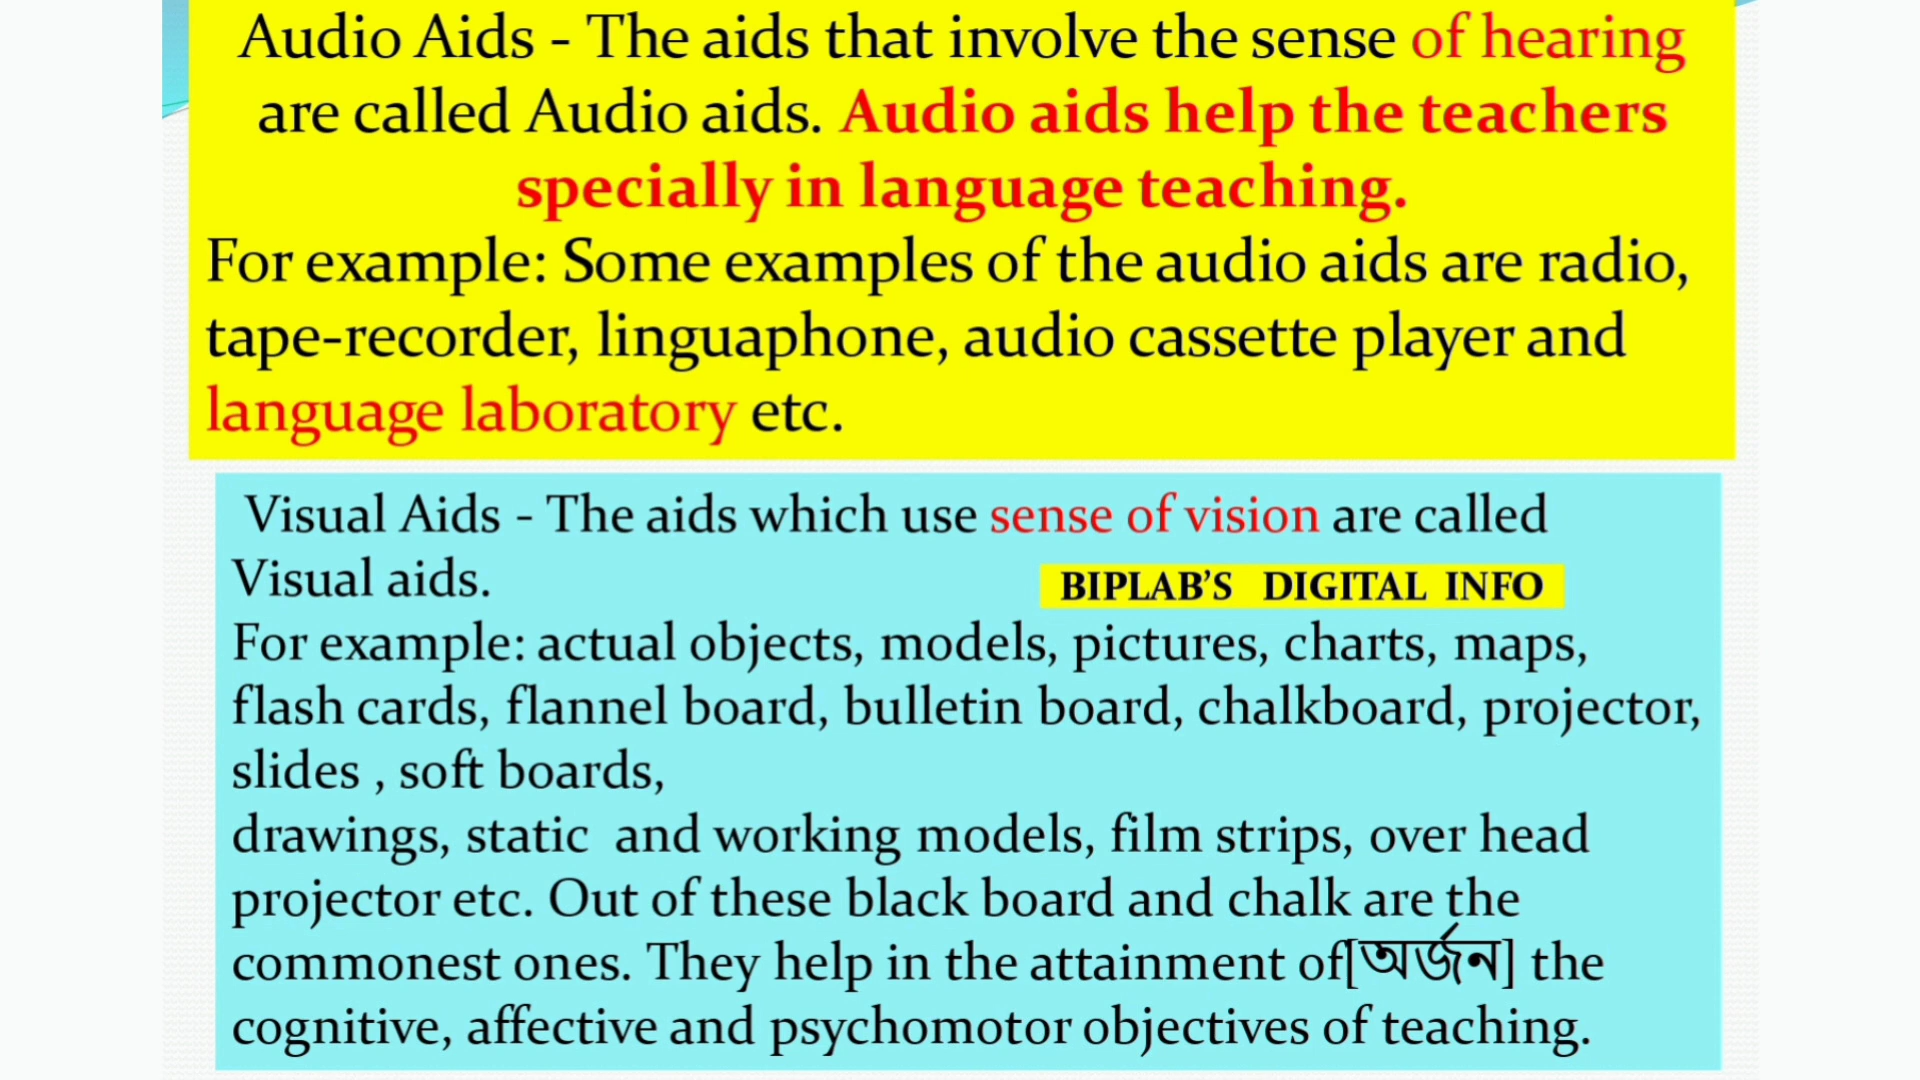 Audio Aids - The aids that involve the sense of hearing
are called Audio aids. Audio aids help the teachers
specially in language teaching.
For example: Some examples of the audio aids are radio,
tape-recorder, linguaphone, audio cassette player and
language laboratory etc.
Visual Aids - The aids which use sense of vision are called
Visual aids.
BIPLAB'S DIGITAL INFO
For example: actual objects, models, pictures, charts, maps,
flash cards, flannel board, bulletin board, chalkboard, projector,
slides , soft boards,
drawings, static and working models, film strips, over head
projector etc. Out of these black board and chalk are the
commonest ones. They help in the attainment of[অর্জন] the
cognitive, affective and psychomotor objectives of teaching.